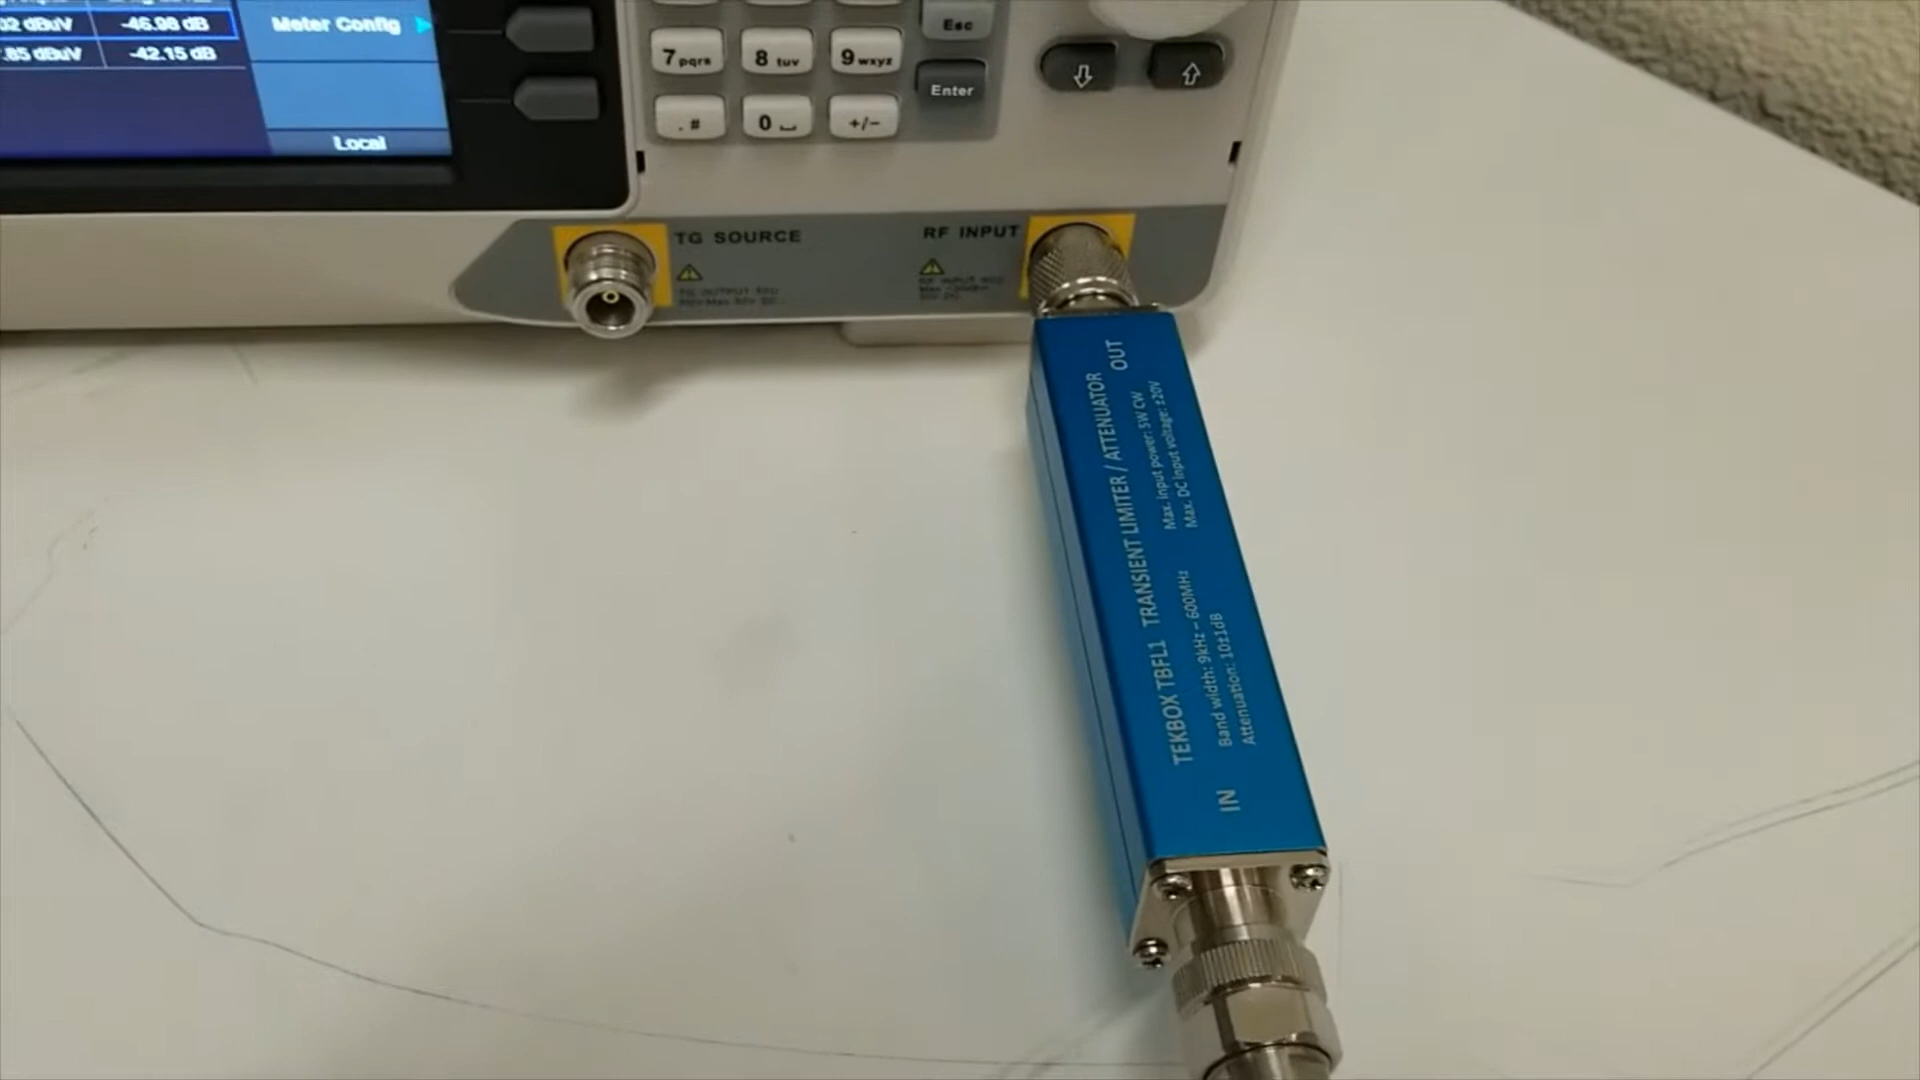 02 dBuV -46.98 dB
.85 dBuV -42.15 dB
Meter Config
Local
Esc
7 pqrs 8 tuv 9 wxyz
Enter
. # 0 +/-
TG SOURCE
RF INPUT
OUT
TEKBOX TBFL1 TRANSIENT LIMITER / ATTENUATOR
Band width: 9kHz – 600MHz Max. input power: 5W CW
Attenuation: 10±1dB Max. DC input voltage: ±20V
IN